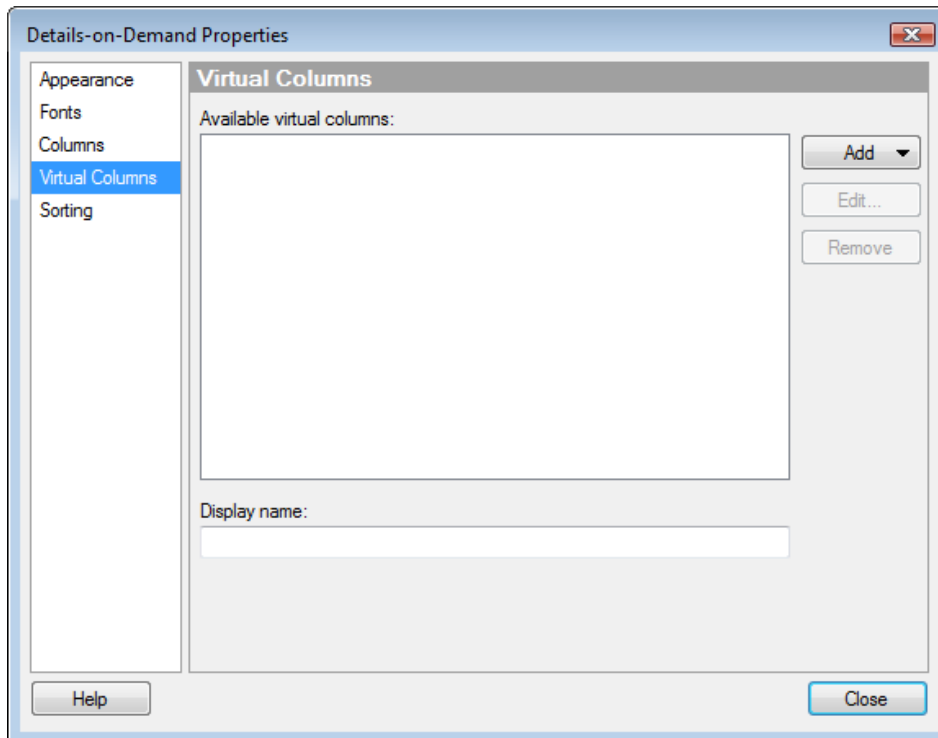 Details-on-Demand Properties
Appearance
Fonts
Columns
Virtual Columns
Sorting
Virtual Columns
Available virtual columns:
Add
Edit...
Remove
Display name:
Help
Close